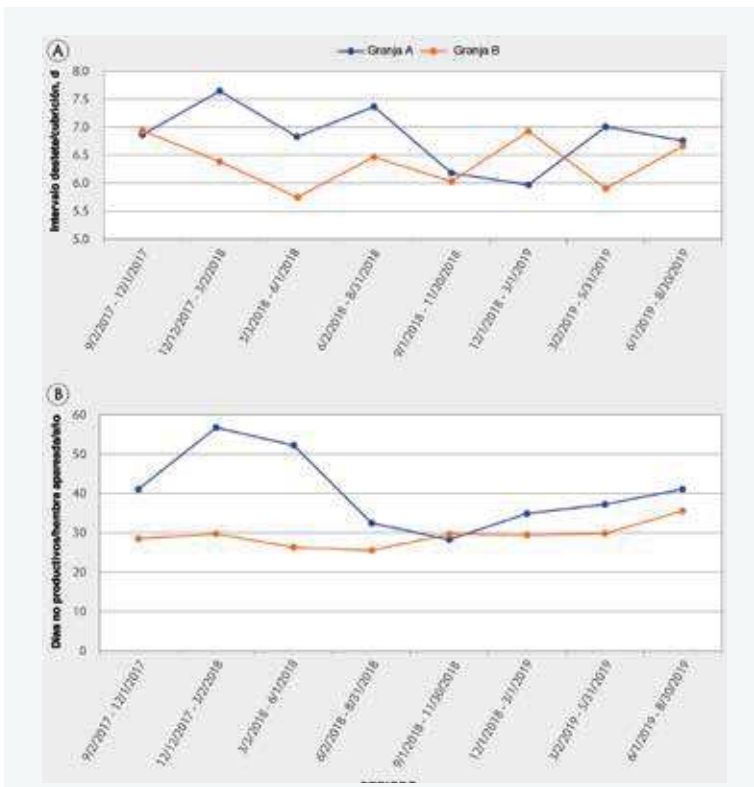 A
Granja A Granja B
Intervalo destete/cubrición, d
8.0
7.5
7.0
6.5
6.0
5.5
5.0
9/2/2017 - 12/1/2017
12/12/2017 - 3/2/2018
3/3/2018 - 6/1/2018
6/2/2018 - 8/31/2018
9/1/2018 - 11/30/2018
12/1/2018 - 3/1/2019
3/2/2019 - 5/31/2019
6/1/2019 - 8/30/2019
B
Días no productivos/hembra apareada/año
60
50
40
30
20
10
0
9/2/2017 - 12/1/2017
12/12/2017 - 3/2/2018
3/3/2018 - 6/1/2018
6/2/2018 - 8/31/2018
9/1/2018 - 11/30/2018
12/1/2018 - 3/1/2019
3/2/2019 - 5/31/2019
6/1/2019 - 8/30/2019